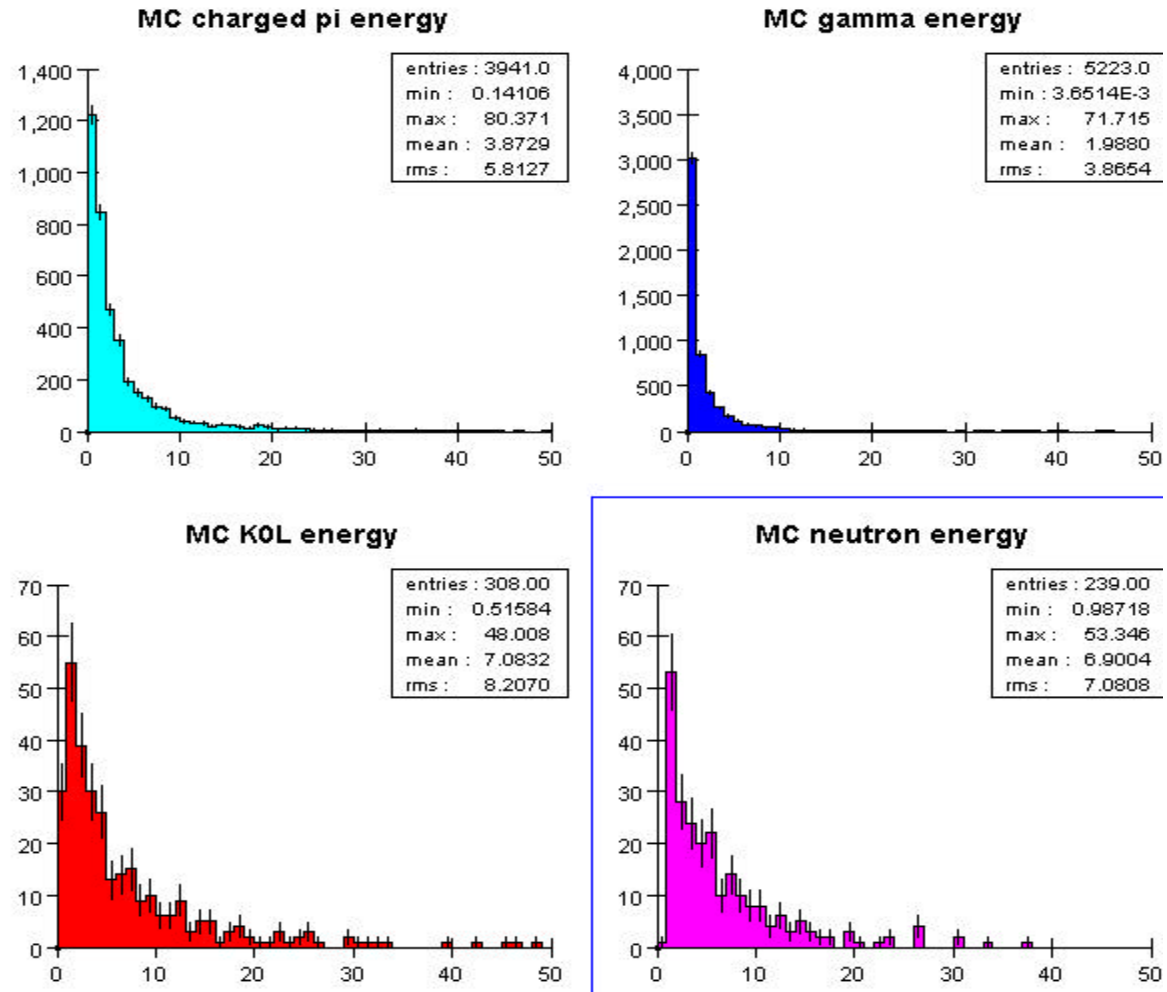 MC charged pi energy
entries : 3941.0
min : 0.14106
max : 80.371
mean : 3.8729
rms : 5.8127
1,400
1,200
1,000
800
600
400
200
0
0 10 20 30 40 50
MC gamma energy
entries : 5223.0
min : 3.6514E-3
max : 71.715
mean : 1.9880
rms : 3.8654
4,000
3,500
3,000
2,500
2,000
1,500
1,000
500
0
0 10 20 30 40 50
MC K0L energy
entries : 308.00
min : 0.51584
max : 48.008
mean : 7.0832
rms : 8.2070
70
60
50
40
30
20
10
0
0 10 20 30 40 50
MC neutron energy
entries : 239.00
min : 0.98718
max : 53.346
mean : 6.9004
rms : 7.0808
70
60
50
40
30
20
10
0
0 10 20 30 40 50